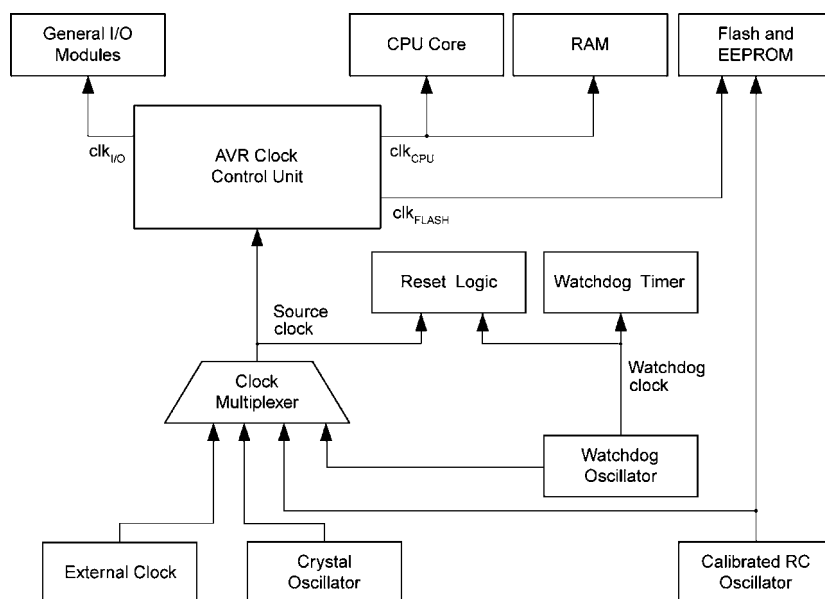 General I/O
Modules
CPU Core
RAM
Flash and
EEPROM
clkI/O
AVR Clock
Control Unit
clkCPU
clkFLASH
Reset Logic
Watchdog Timer
Source
clock
Clock
Multiplexer
Watchdog
clock
Watchdog
Oscillator
External Clock
Crystal
Oscillator
Calibrated RC
Oscillator